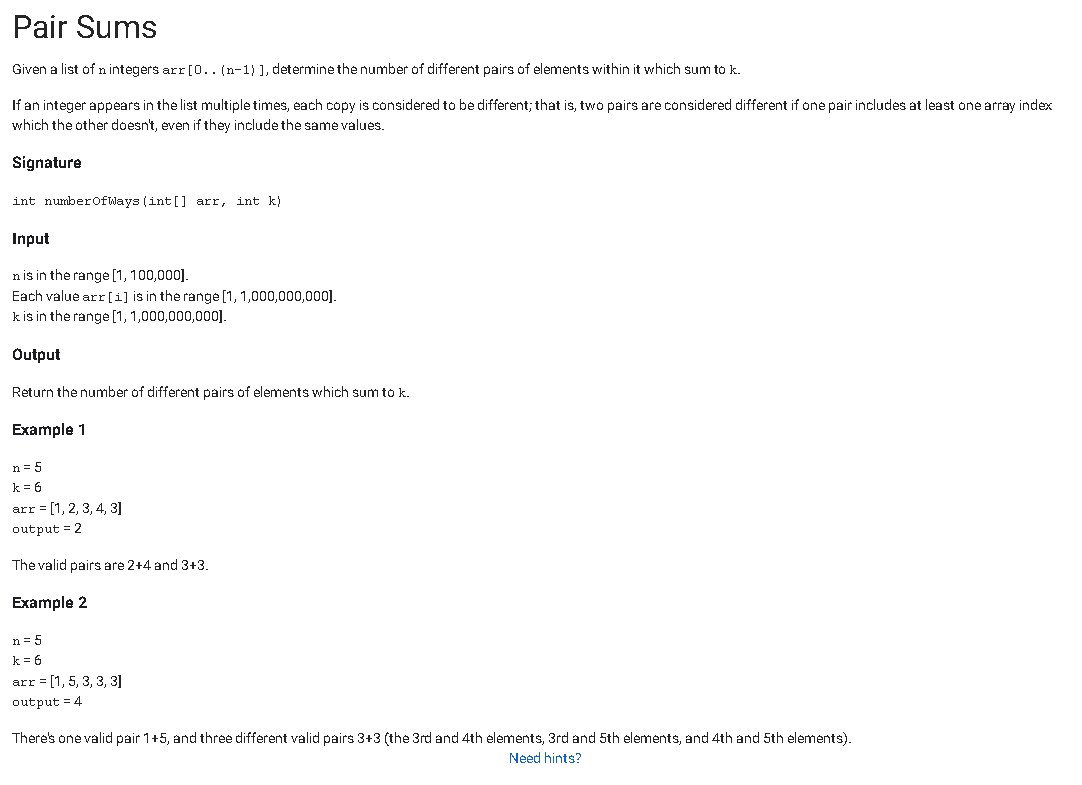 Pair Sums
Given a list of n integers arr[0..(n-1)], determine the number of different pairs of elements within it which sum to k.
If an integer appears in the list multiple times, each copy is considered to be different; that is, two pairs are considered different if one pair includes at least one array index
which the other doesn't, even if they include the same values.
Signature
int numberOfWays(int[] arr, int k)
Input
n is in the range [1, 100,000].
Each value arr[i] is in the range [1, 1,000,000,000].
k is in the range [1, 1,000,000,000].
Output
Return the number of different pairs of elements which sum to k.
Example 1
n = 5
k = 6
arr = [1, 2, 3, 4, 3]
output = 2
The valid pairs are 2+4 and 3+3.
Example 2
n = 5
k = 6
arr = [1, 5, 3, 3, 3]
output = 4
There's one valid pair 1+5, and three different valid pairs 3+3 (the 3rd and 4th elements, 3rd and 5th elements, and 4th and 5th elements).
Need hints?